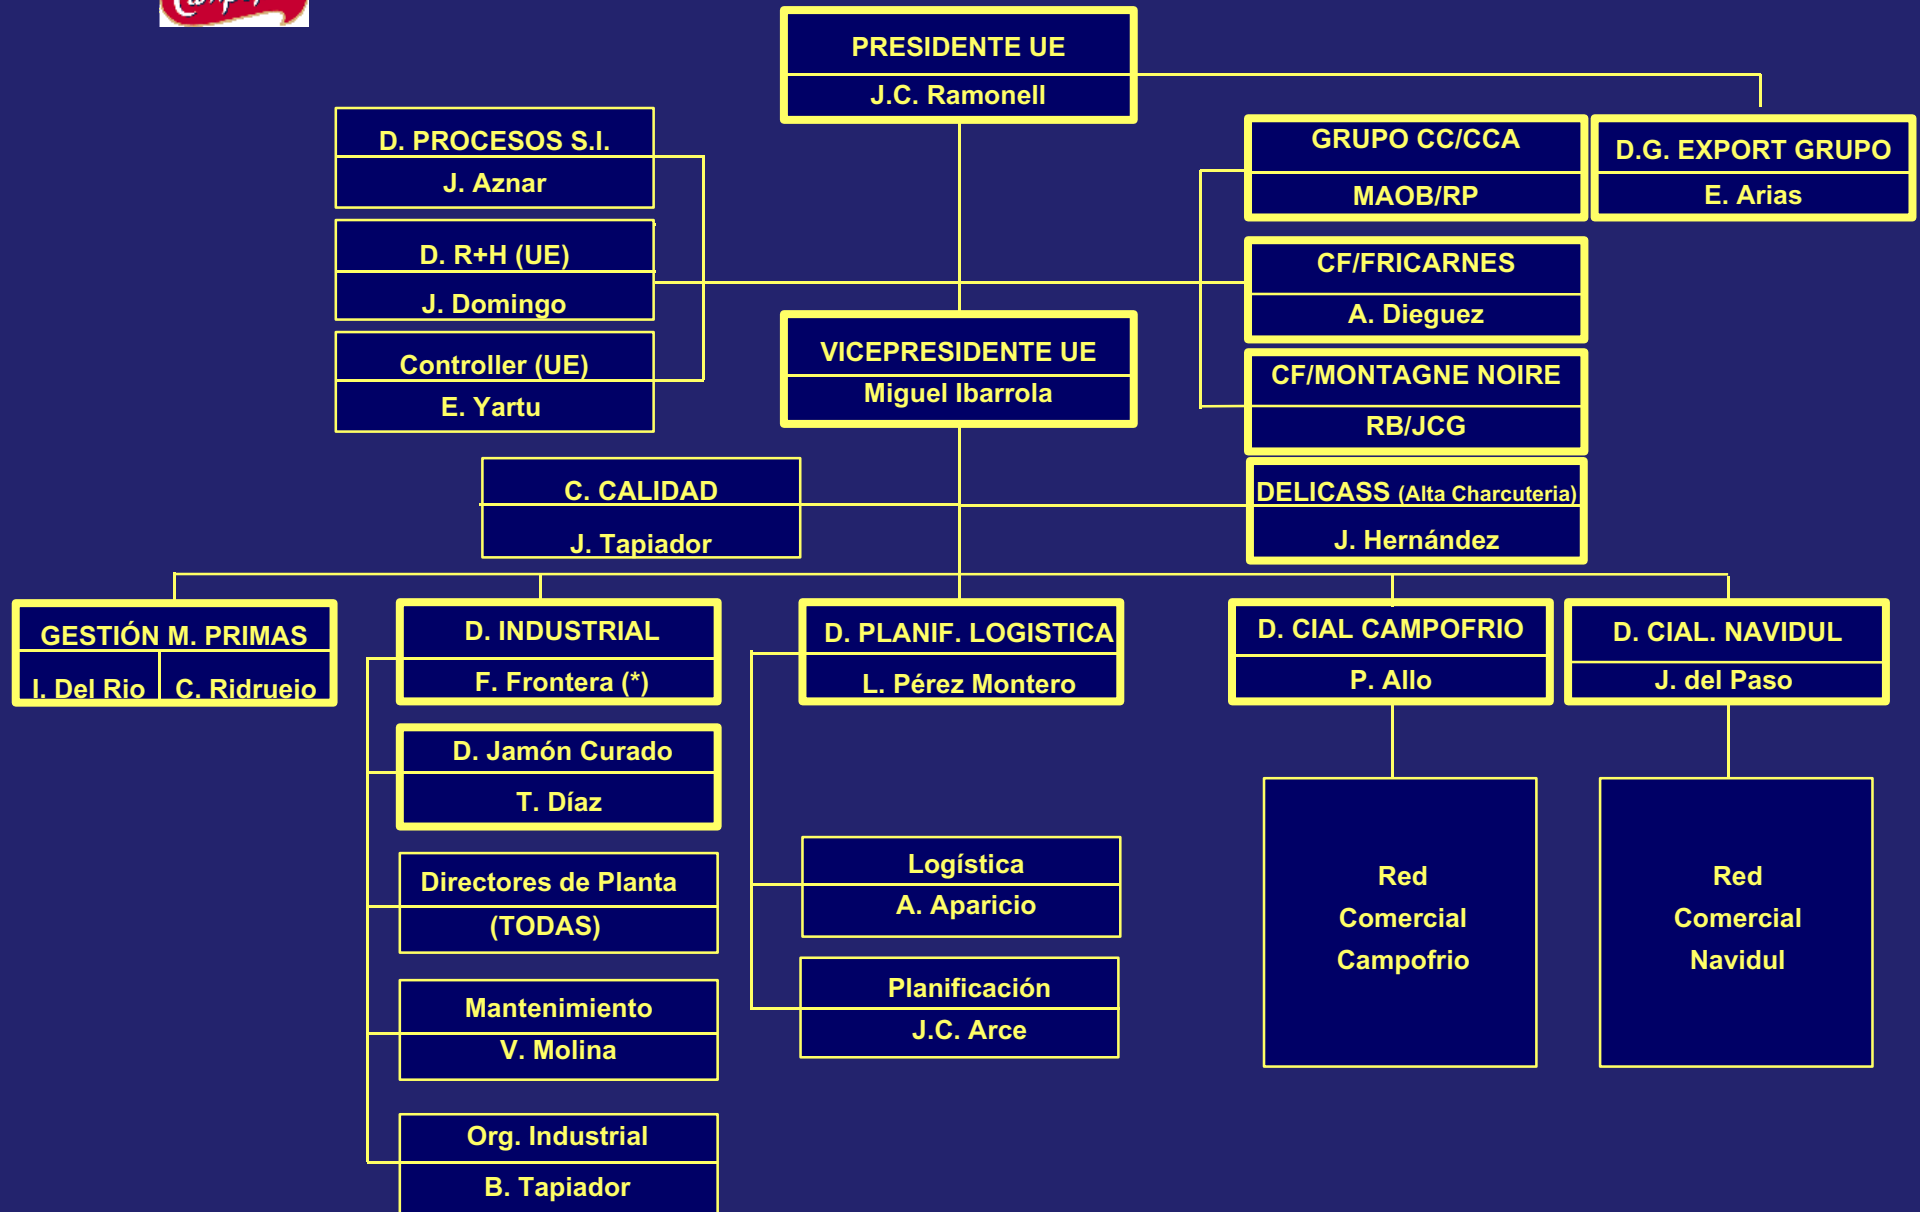 PRESIDENTE UE
J.C. Ramonell
D. PROCESOS S.I.
J. Aznar
D. R+H (UE)
J. Domingo
Controller (UE)
E. Yartu
GRUPO CC/CCA
MAOB/RP
D.G. EXPORT GRUPO
E. Arias
CF/FRICARNES
A. Dieguez
VICEPRESIDENTE UE
Miguel Ibarrola
CF/MONTAGNE NOIRE
RB/JCG
C. CALIDAD
J. Tapiador
DELICASS (Alta Charcuteria)
J. Hernández
GESTIÓN M. PRIMAS
I. Del Rio C. Ridruejo
D. INDUSTRIAL
F. Frontera (*)
D. PLANIF. LOGISTICA
L. Pérez Montero
D. CIAL CAMPOFRIO
P. Allo
D. CIAL. NAVIDUL
J. del Paso
D. Jamón Curado
T. Díaz
Directores de Planta
(TODAS)
Mantenimiento
V. Molina
Org. Industrial
B. Tapiador
Logística
A. Aparicio
Planificación
J.C. Arce
Red
Comercial
Campofrio
Red
Comercial
Navidul